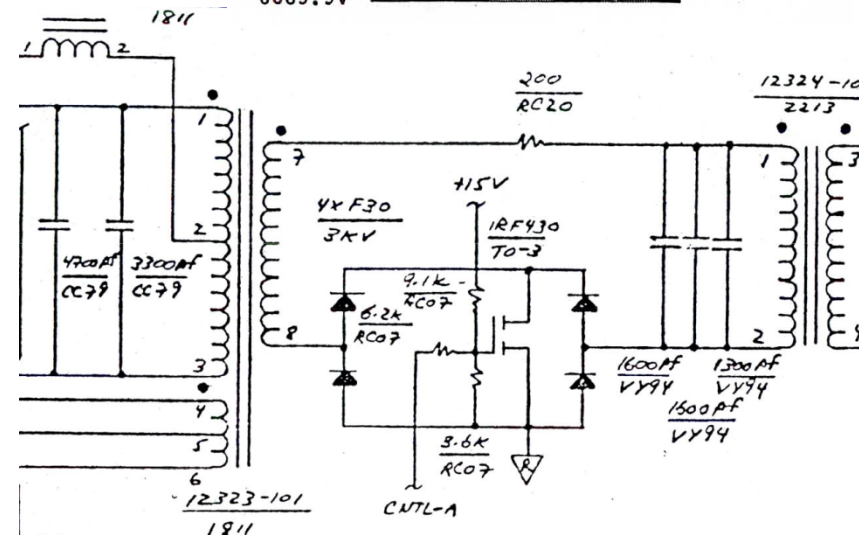 1811
1 2
1
2
3
4
5
6
4700Pf
CC79
3300Pf
CC79
12323-101
1811
7
8
4XF30
3KV
+15V
9.1K
RC07
6.2K
RC07
3.6K
RC07
CNTL-A
IRF430
TO-3
R
200
RC20
1600Pf
VY94
1500Pf
VY94
1300Pf
VY94
12324-10
2213
1
2
3